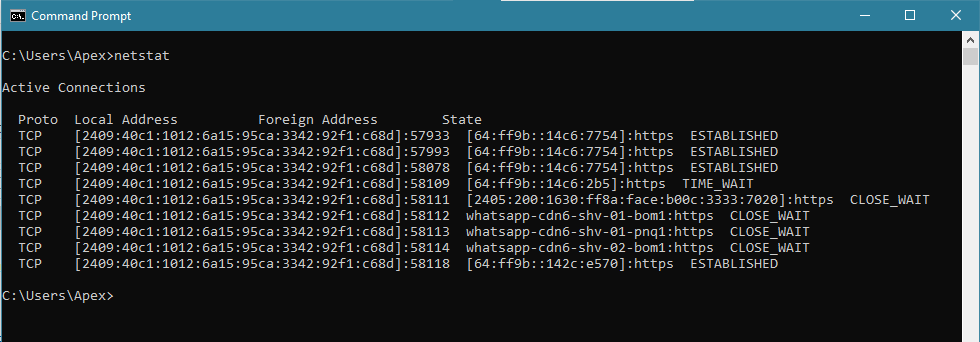 Command Prompt
C:\Users\Apex>netstat
Active Connections
Proto  Local Address          Foreign Address        State
TCP    [2409:40c1:1012:6a15:95ca:3342:92f1:c68d]:57933  [64:ff9b::14c6:7754]:https  ESTABLISHED
TCP    [2409:40c1:1012:6a15:95ca:3342:92f1:c68d]:57993  [64:ff9b::14c6:7754]:https  ESTABLISHED
TCP    [2409:40c1:1012:6a15:95ca:3342:92f1:c68d]:58078  [64:ff9b::14c6:7754]:https  ESTABLISHED
TCP    [2409:40c1:1012:6a15:95ca:3342:92f1:c68d]:58109  [64:ff9b::14c6:2b5]:https  TIME_WAIT
TCP    [2409:40c1:1012:6a15:95ca:3342:92f1:c68d]:58111  [2405:200:1630:ff8a:face:b00c:3333:7020]:https  CLOSE_WAIT
TCP    [2409:40c1:1012:6a15:95ca:3342:92f1:c68d]:58112  whatsapp-cdn6-shv-01-bom1:https  CLOSE_WAIT
TCP    [2409:40c1:1012:6a15:95ca:3342:92f1:c68d]:58113  whatsapp-cdn6-shv-01-pnq1:https  CLOSE_WAIT
TCP    [2409:40c1:1012:6a15:95ca:3342:92f1:c68d]:58114  whatsapp-cdn6-shv-02-bom1:https  CLOSE_WAIT
TCP    [2409:40c1:1012:6a15:95ca:3342:92f1:c68d]:58118  [64:ff9b::142c:e570]:https  ESTABLISHED
C:\Users\Apex>